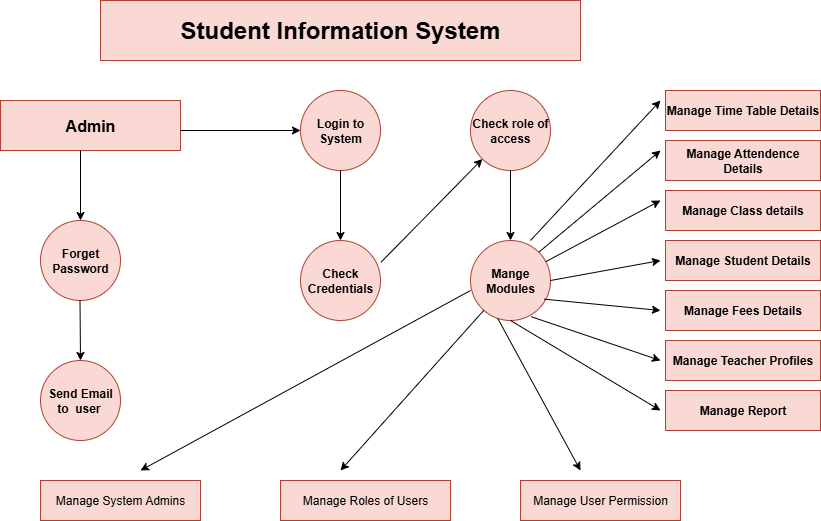 Student Information System
Admin
Login to
System
Check role of
access
Manage Time Table Details
Manage Attendence
Details
Manage Class details
Forget
Password
Check
Credentials
Mange
Modules
Manage Student Details
Manage Fees Details
Manage Teacher Profiles
Send Email
to user
Manage Report
Manage System Admins
Manage Roles of Users
Manage User Permission